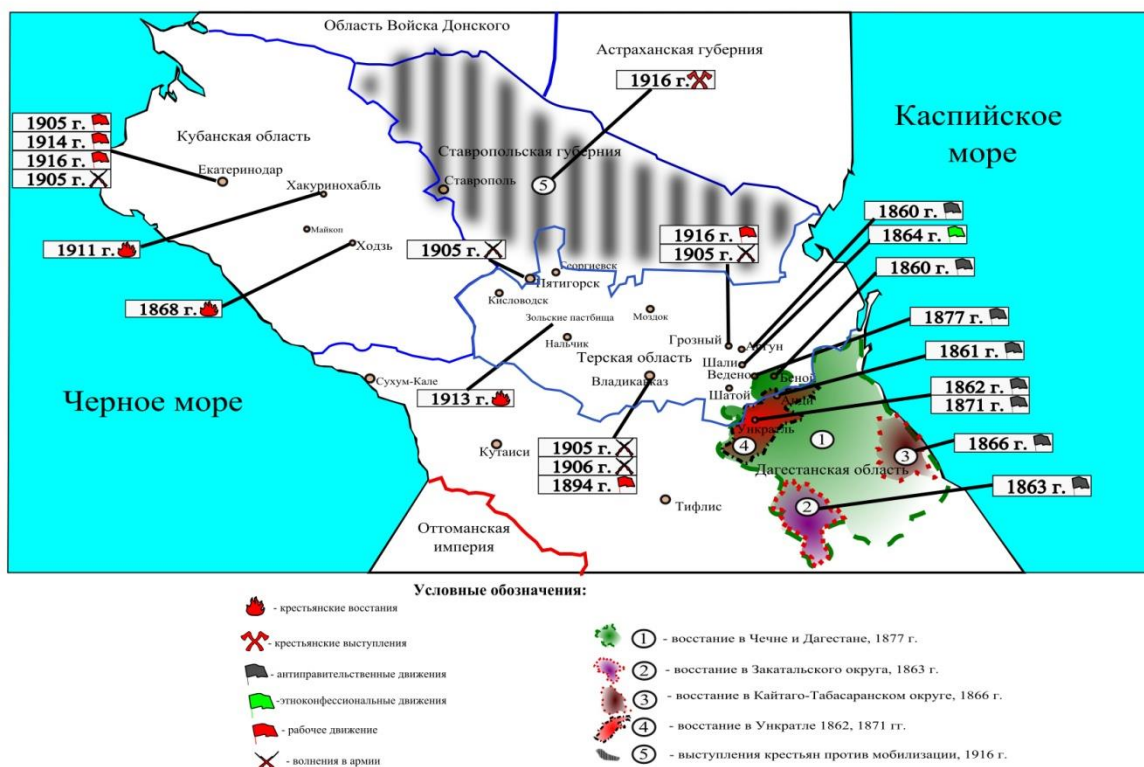 Область Войска Донского
Астраханская губерния
1916 г.
Каспийское
море
1905 г.
1914 г.
1916 г.
1905 г.
Кубанская область
Екатеринодар
Хакуринохабль
Майкоп
Ходзь
1911 г.
1868 г.
Ставропольская губерния
Ставрополь
5
1905 г.
Георгиевск
Пятигорск
Кисловодск
Зольские пастбища
Нальчик
Моздок
1916 г.
1905 г.
1860 г.
1864 г.
1860 г.
1877 г.
1861 г.
1862 г.
1871 г.
1866 г.
1863 г.
Грозный
Аргун
Шали
Ведено
Беной
Шатой
Анди
Ункратль
Терская область
Владикавказ
1913 г.
1905 г.
1906 г.
1894 г.
Черное море
Сухум-Кале
Кутаиси
Тифлис
Оттоманская
империя
Дагестанская область
1
4
3
2
Условные обозначения:
- крестьянские восстания
- крестьянские выступления
- антиправительственные движения
-этноконфессиональные движения
- рабочее движение
- волнения в армии
1 - восстание в Чечне и Дагестане, 1877 г.
2 - восстание в Закатальского округа, 1863 г.
3 - восстание в Кайтаго-Табасаранском округе, 1866 г.
4 - восстание в Ункратле 1862, 1871 гг.
5 - выступления крестьян против мобилизации, 1916 г.